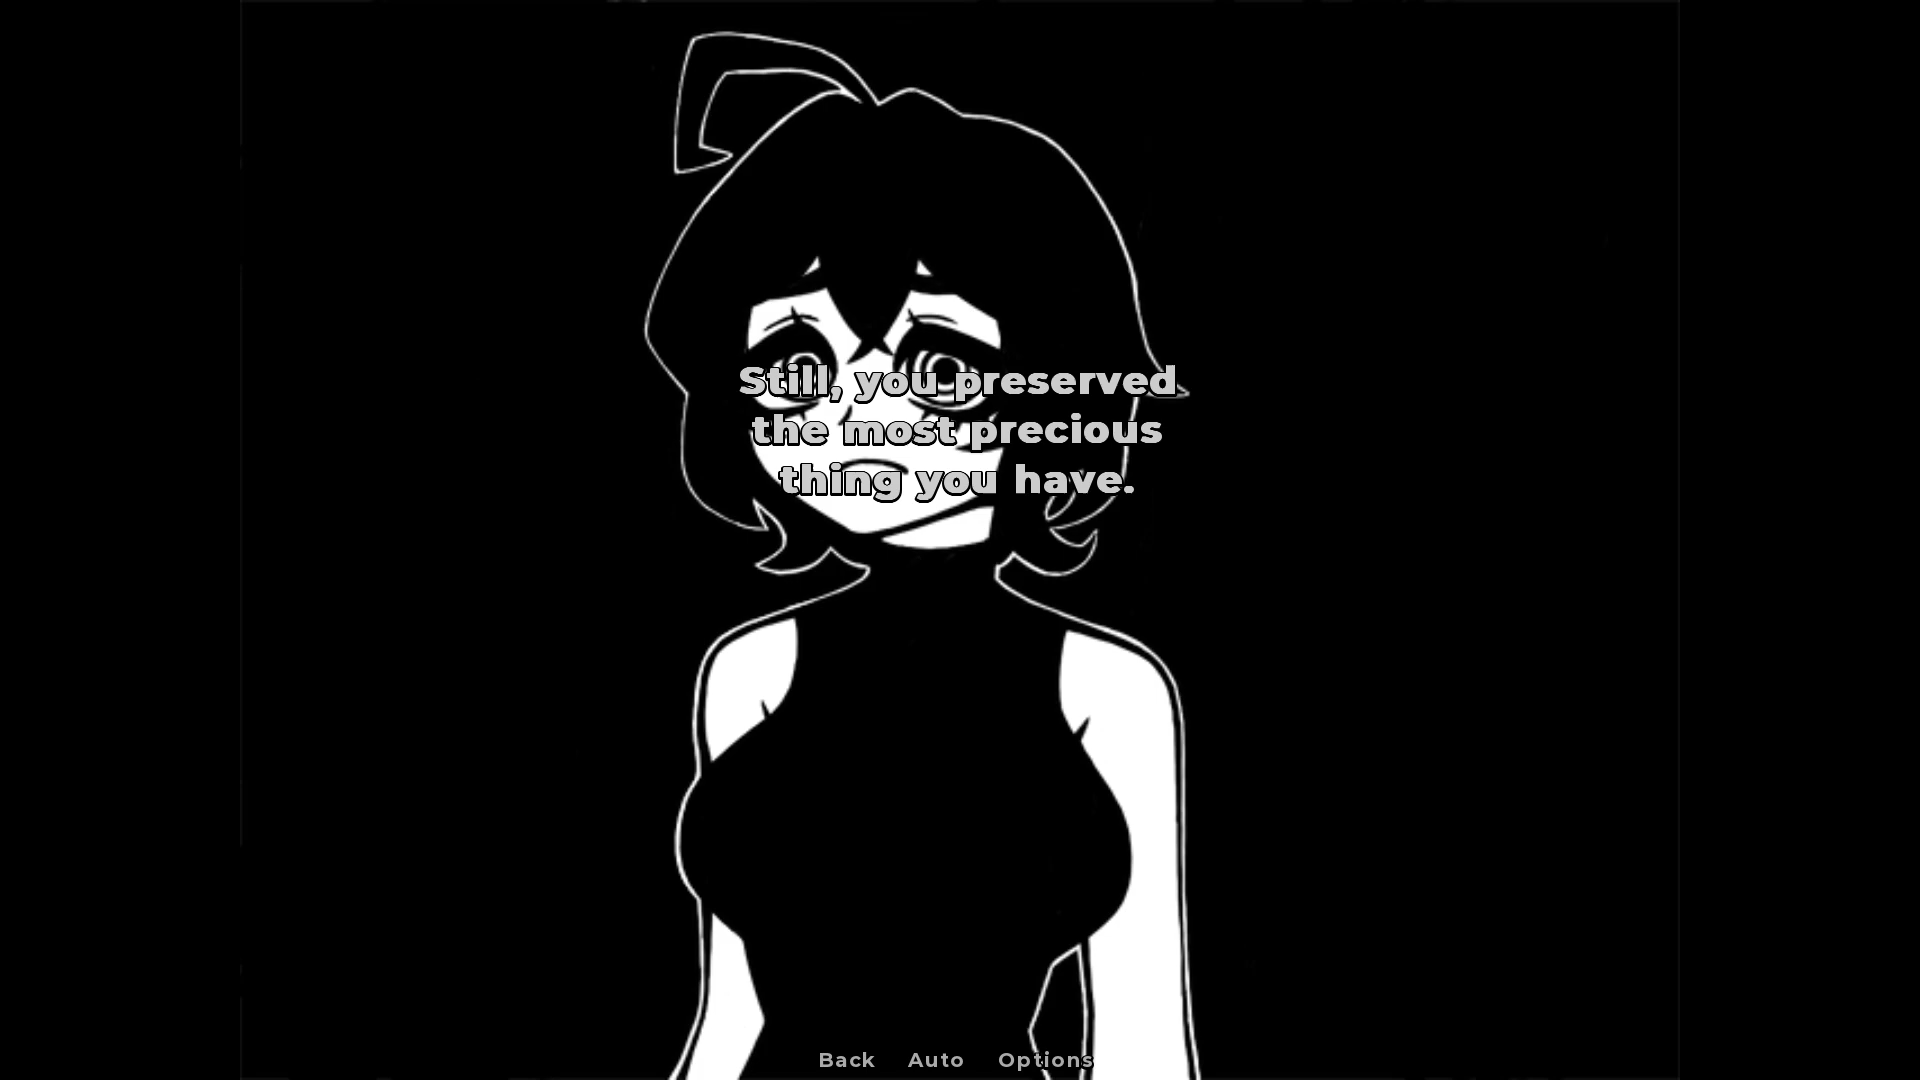 Still, you preserved
the most precious
thing you have.
Back Auto Options